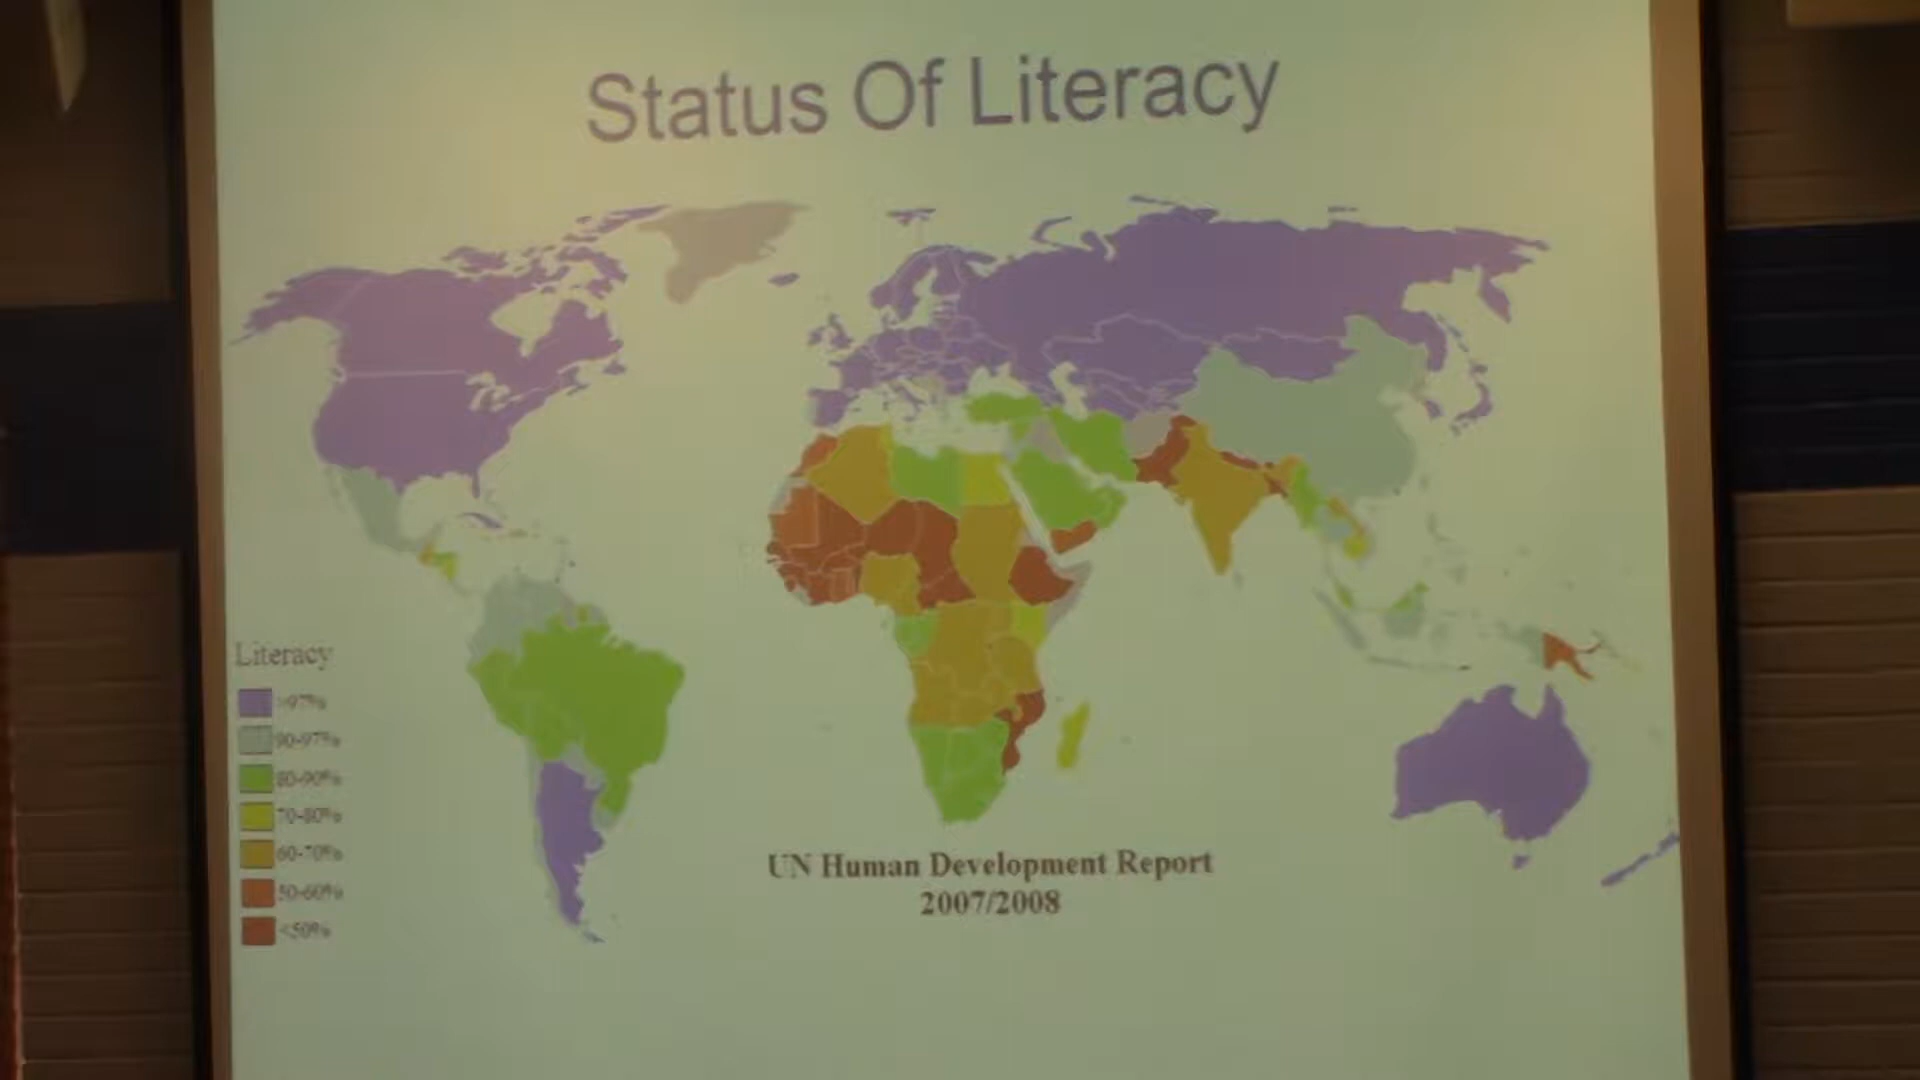 Status Of Literacy
Literacy
>97%
90-97%
80-90%
70-80%
60-70%
50-60%
<50%
UN Human Development Report
2007/2008